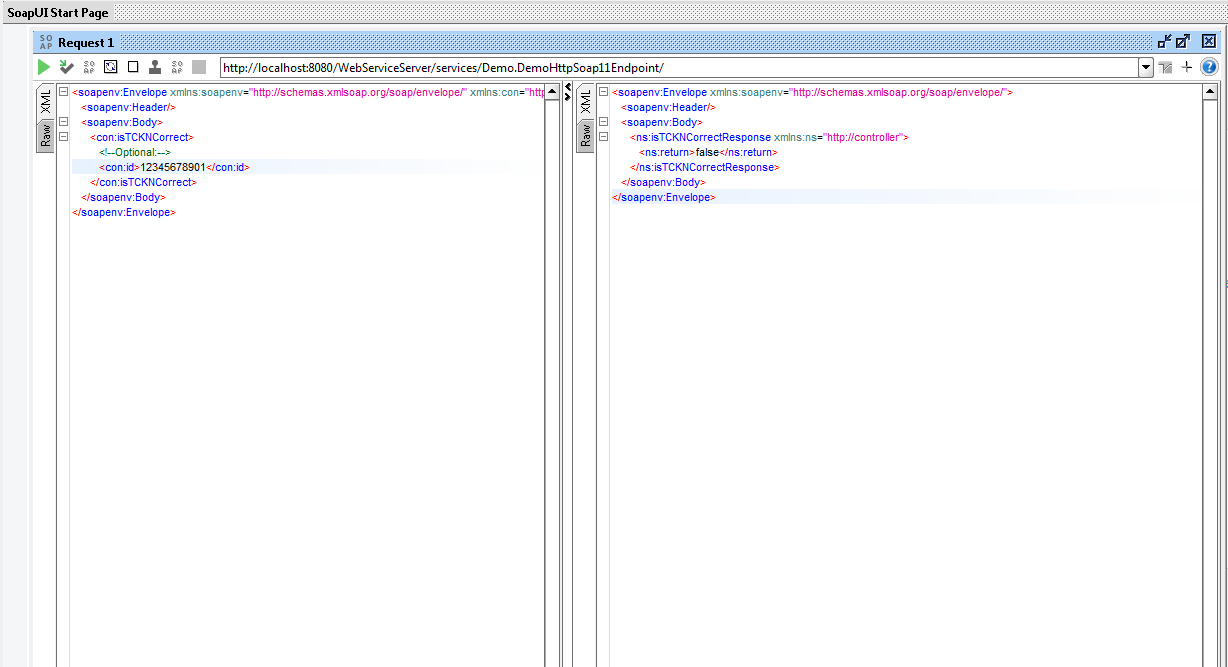 SoapUI Start Page
SO AP Request 1
SO AP SO AP http://localhost:8080/WebServiceServer/services/Demo.DemoHttpSoap11Endpoint/ ?
XML
Raw
<soapenv:Envelope xmlns:soapenv="http://schemas.xmlsoap.org/soap/envelope/" xmlns:con="http
<soapenv:Header/>
<soapenv:Body>
<con:isTCKNCorrect>
<!--Optional:-->
<con:id>12345678901</con:id>
</con:isTCKNCorrect>
</soapenv:Body>
</soapenv:Envelope>
XML
Raw
<soapenv:Envelope xmlns:soapenv="http://schemas.xmlsoap.org/soap/envelope/">
<soapenv:Header/>
<soapenv:Body>
<ns:isTCKNCorrectResponse xmlns:ns="http://controller">
<ns:return>false</ns:return>
</ns:isTCKNCorrectResponse>
</soapenv:Body>
</soapenv:Envelope>